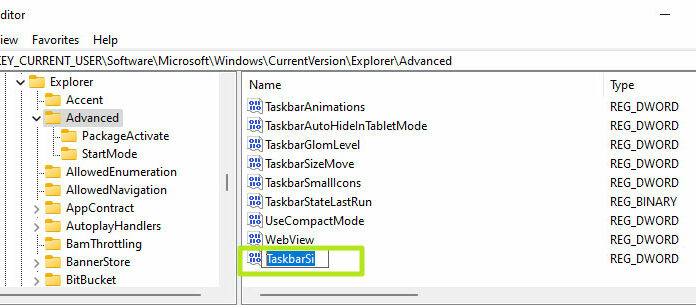 ditor
iew Favorites Help
KEY_CURRENT_USER\Software\Microsoft\Windows\CurrentVersion\Explorer\Advanced
Explorer
Accent
Advanced
PackageActivate
StartMode
AllowedEnumeration
AllowedNavigation
AppContract
AutoplayHandlers
BamThrottling
BannerStore
BitBucket
Name Type
TaskbarAnimations REG_DWORD
TaskbarAutoHideInTabletMode REG_DWORD
TaskbarGlomLevel REG_DWORD
TaskbarSizeMove REG_DWORD
TaskbarSmallIcons REG_DWORD
TaskbarStateLastRun REG_BINARY
UseCompactMode REG_DWORD
WebView REG_DWORD
TaskbarSi REG_DWORD